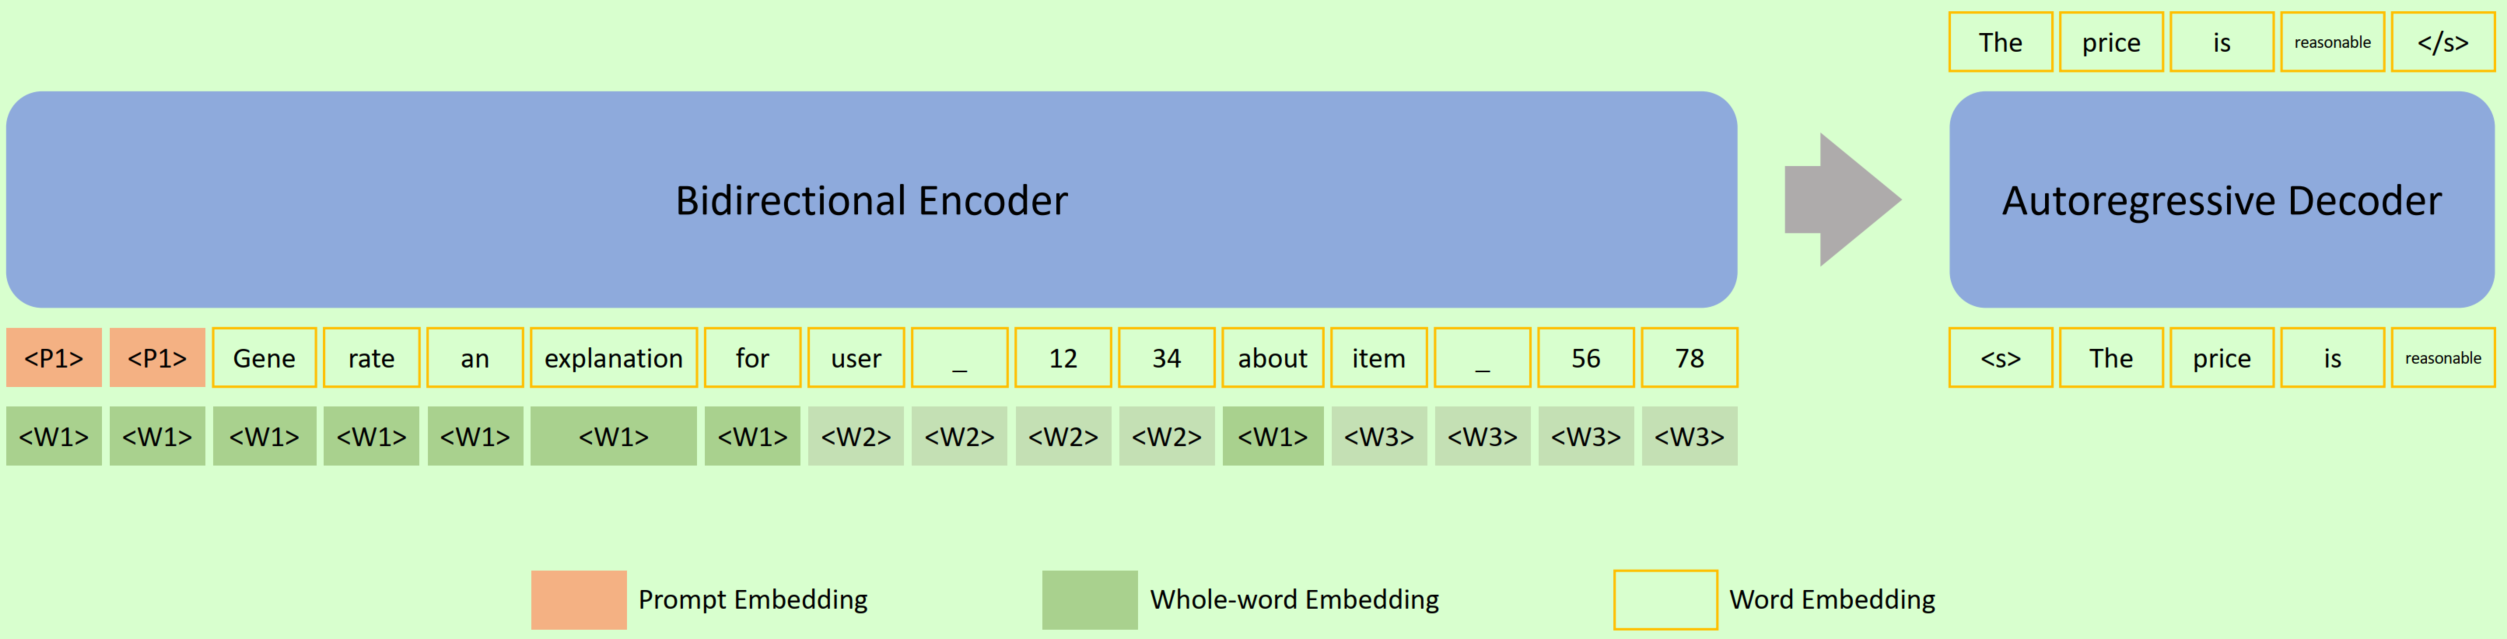 The price is reasonable </s>
Bidirectional Encoder
Autoregressive Decoder
<P1> <P1> Gene rate an explanation for user _ 12 34 about item _ 56 78
<s> The price is reasonable
<W1> <W1> <W1> <W1> <W1> <W1> <W1> <W2> <W2> <W2> <W2> <W1> <W3> <W3> <W3> <W3>
Prompt Embedding
Whole-word Embedding
Word Embedding